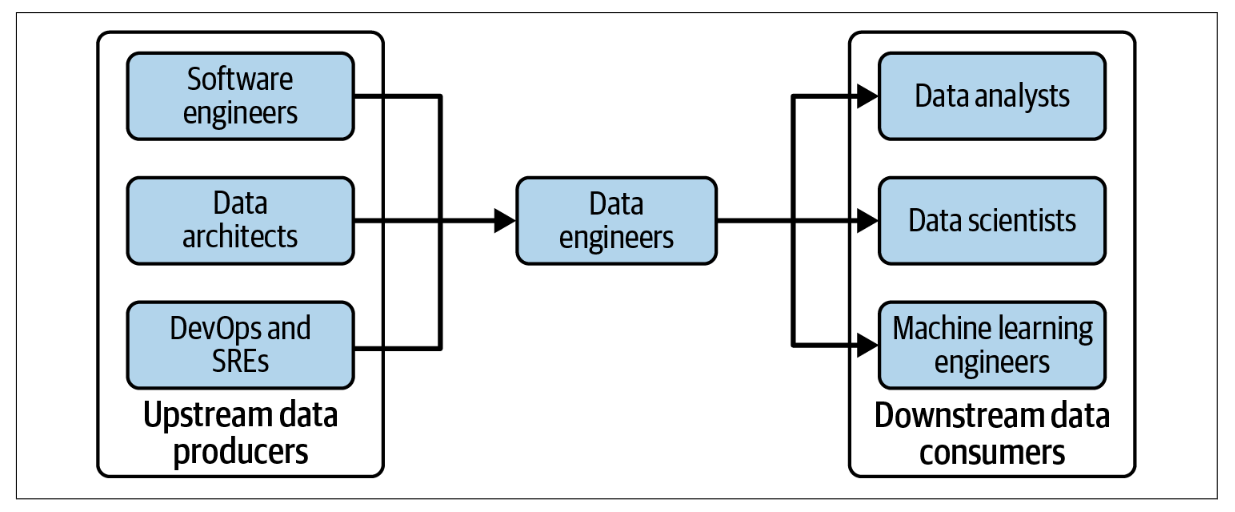 Software
engineers
Data
architects
DevOps and
SREs
Upstream data
producers
Data
engineers
Data analysts
Data scientists
Machine learning
engineers
Downstream data
consumers